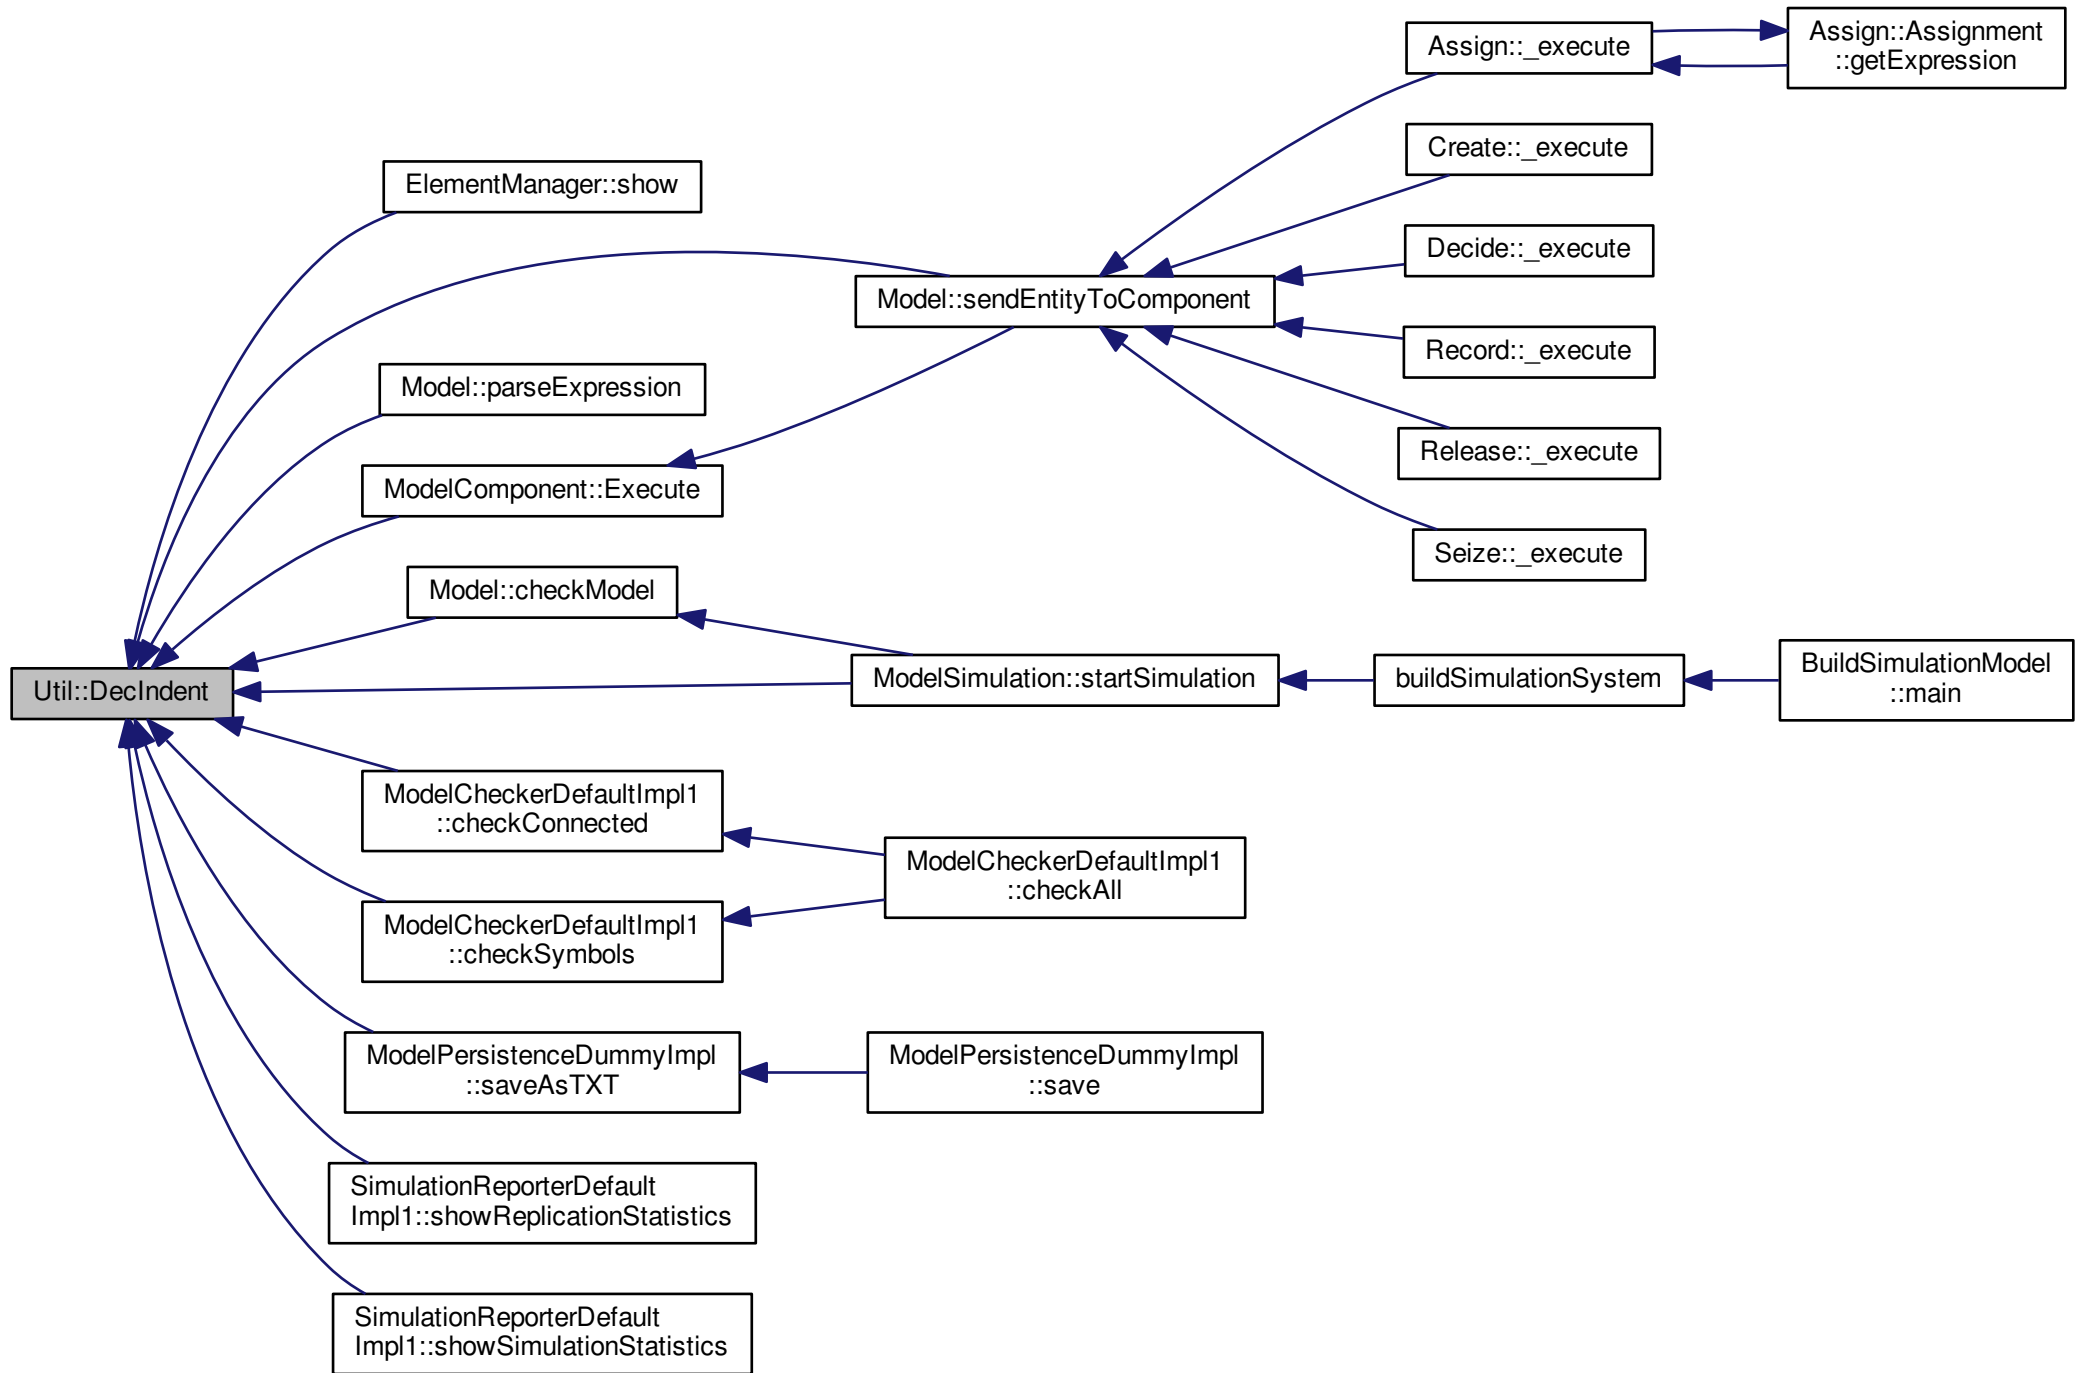 Assign::_execute
Assign::Assignment
::getExpression
Create::_execute
ElementManager::show
Decide::_execute
Model::sendEntityToComponent
Record::_execute
Model::parseExpression
Release::_execute
ModelComponent::Execute
Seize::_execute
Model::checkModel
Util::DecIndent
ModelSimulation::startSimulation
buildSimulationSystem
BuildSimulationModel
::main
ModelCheckerDefaultImpl1
::checkConnected
ModelCheckerDefaultImpl1
::checkAll
ModelCheckerDefaultImpl1
::checkSymbols
ModelPersistenceDummyImpl
::saveAsTXT
ModelPersistenceDummyImpl
::save
SimulationReporterDefault
Impl1::showReplicationStatistics
SimulationReporterDefault
Impl1::showSimulationStatistics